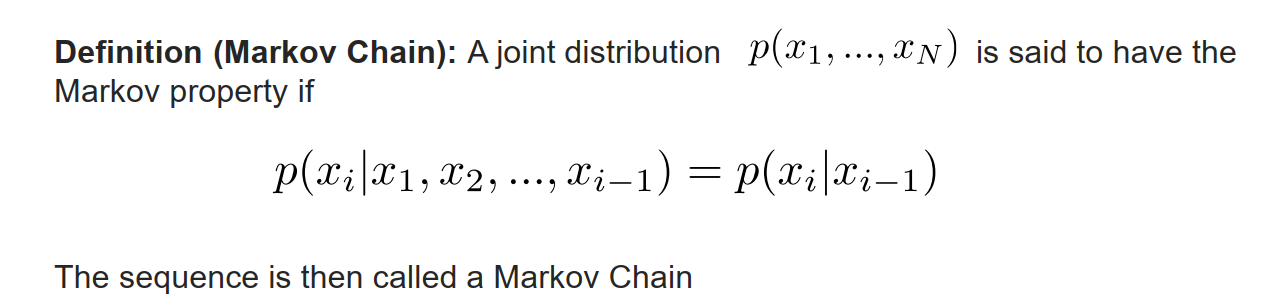 Definition (Markov Chain): A joint distribution p(x₁, ..., x_N) is said to have the
Markov property if
p(xᵢ|x₁, x₂, ..., xᵢ₋₁) = p(xᵢ|xᵢ₋₁)
The sequence is then called a Markov Chain